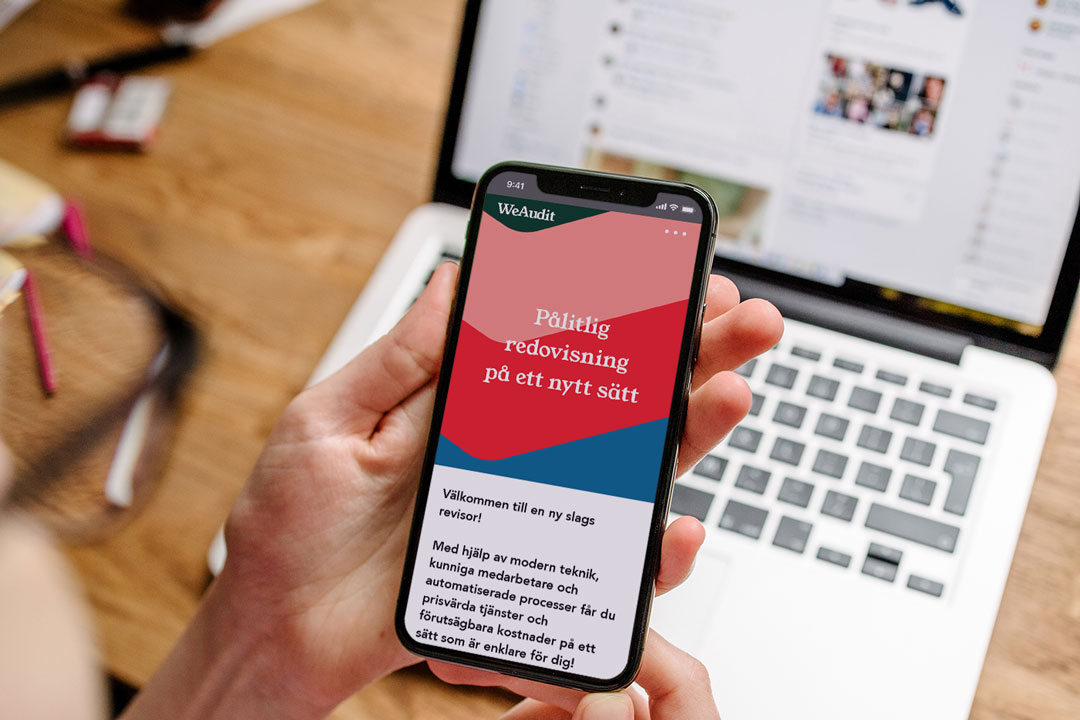 9:41
WeAudit
Pålitlig
redovisning
på ett nytt sätt
Välkommen till en ny slags
revisor!
Med hjälp av modern teknik,
kunniga medarbetare och
automatiserade processer får du
prisvärda tjänster och
förutsägbara kostnader på ett
sätt som är enklare för dig!